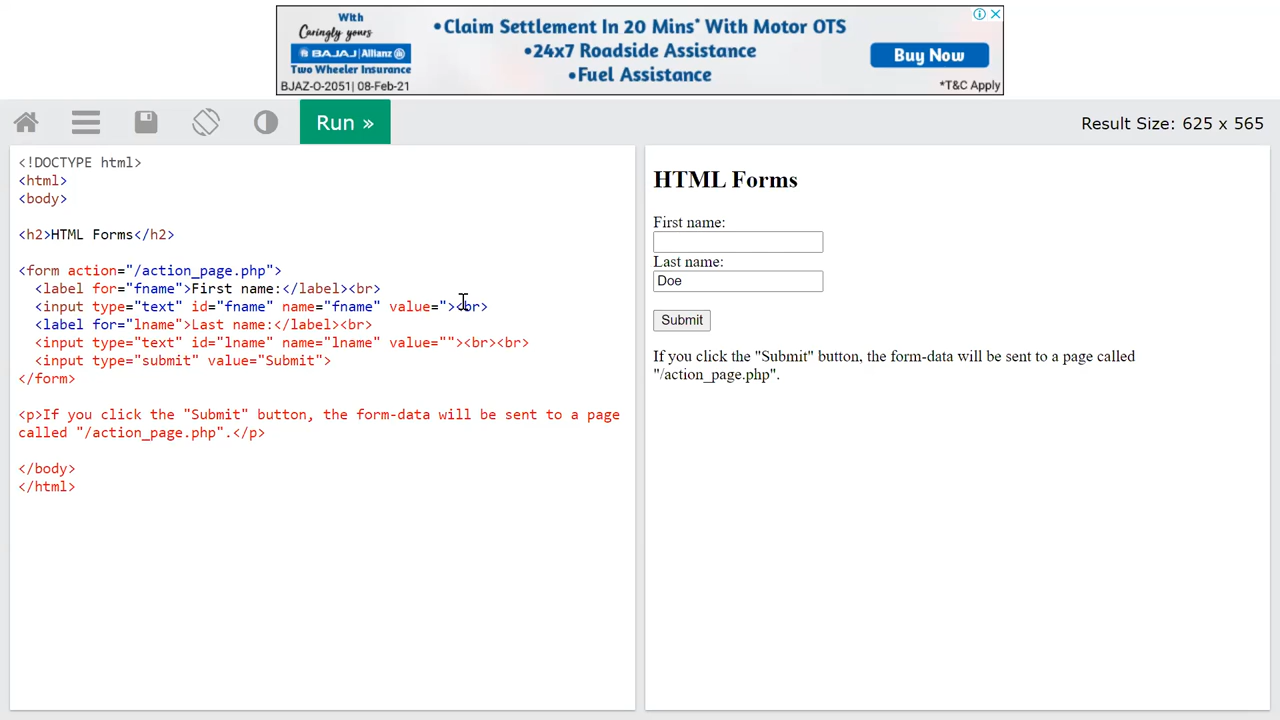 With
Caringly yours
BAJAJ Allianz
Two Wheeler Insurance
BJAZ-O-2051| 08-Feb-21
•Claim Settlement In 20 Mins* With Motor OTS
•24x7 Roadside Assistance
•Fuel Assistance
Buy Now
*T&C Apply
Run »
Result Size: 625 x 565
<!DOCTYPE html>
<html>
<body>
<h2>HTML Forms</h2>
<form action="/action_page.php">
<label for="fname">First name:</label><br>
<input type="text" id="fname" name="fname" value="><br>
<label for="lname">Last name:</label><br>
<input type="text" id="lname" name="lname" value=""><br><br>
<input type="submit" value="Submit">
</form>
<p>If you click the "Submit" button, the form-data will be sent to a page
called "/action_page.php".</p>
</body>
</html>
HTML Forms
First name:
Last name:
Doe
Submit
If you click the "Submit" button, the form-data will be sent to a page called
"/action_page.php".